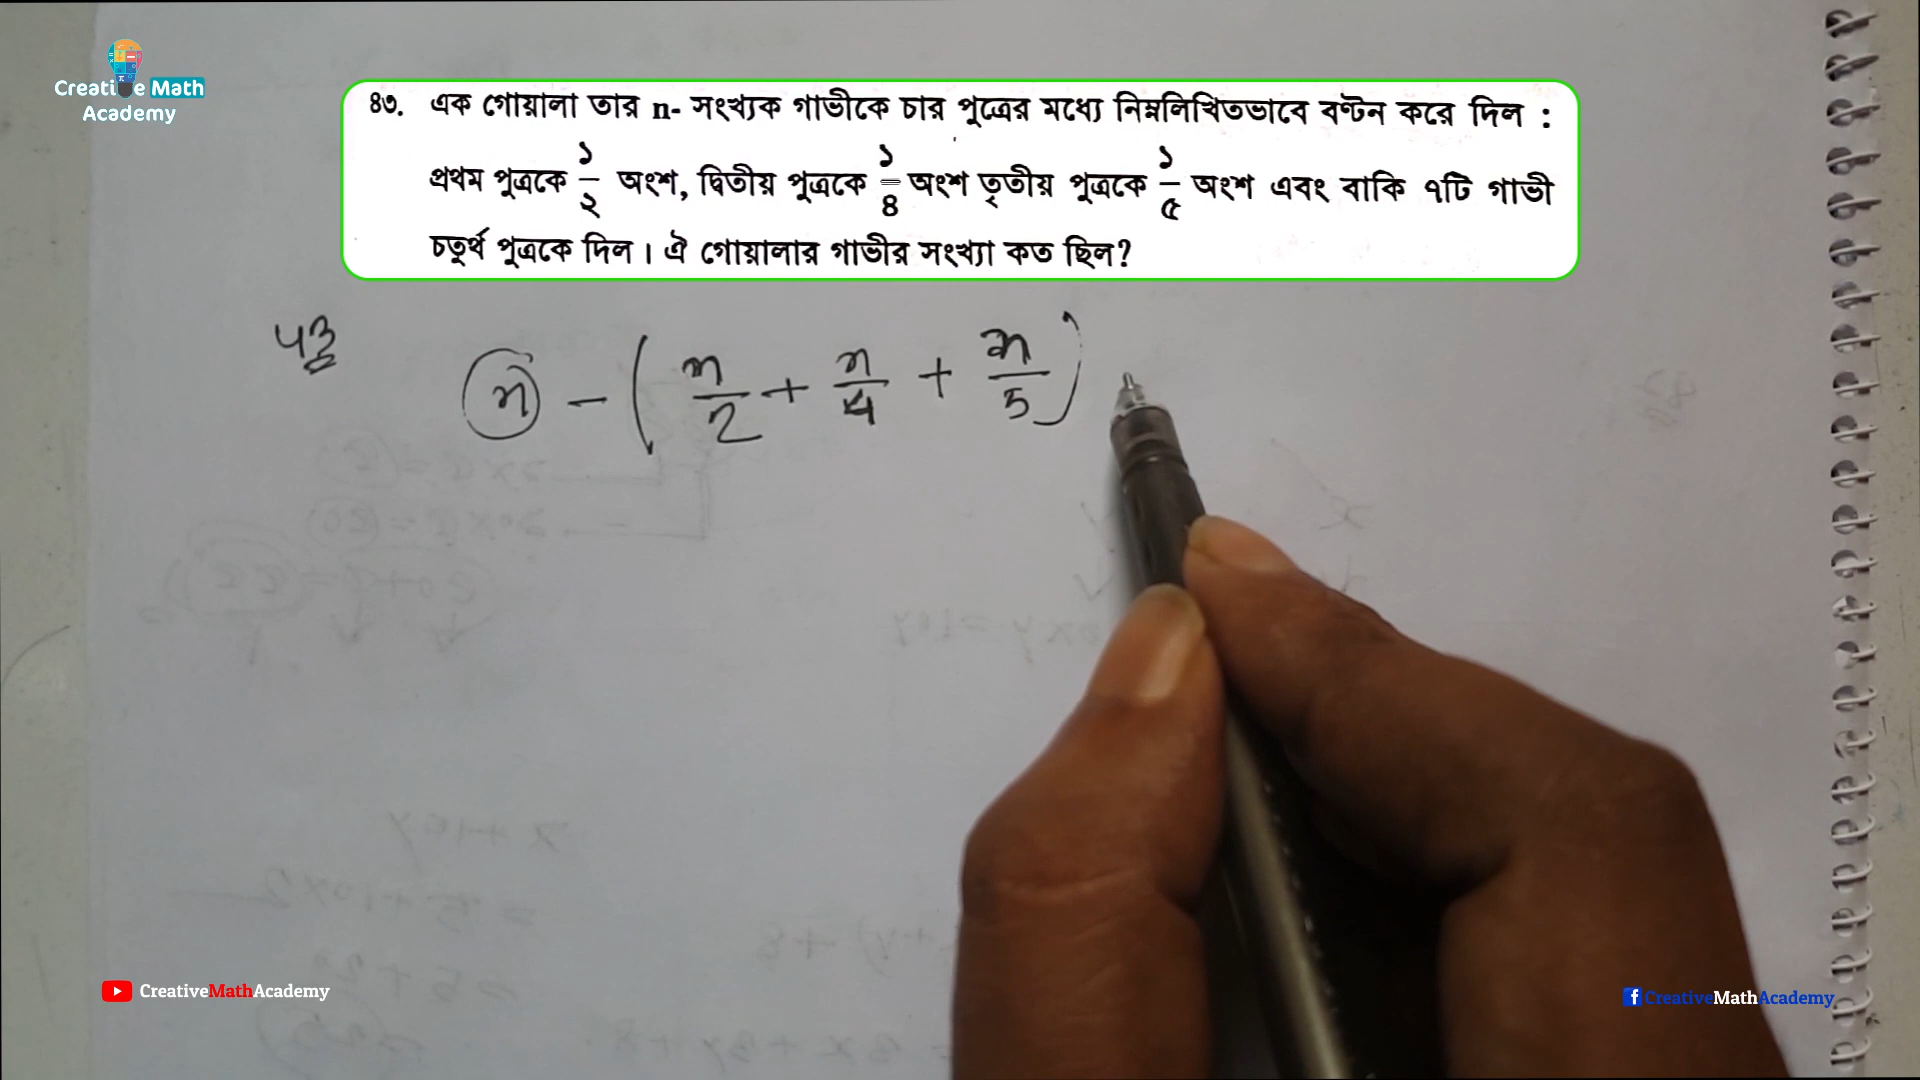 Creative Math
Academy
৪৩. এক গোয়ালা তার n- সংখ্যক গাভীকে চার পুত্রের মধ্যে নিম্নলিখিতভাবে বণ্টন করে দিল :
প্রথম পুত্রকে ১/২ অংশ, দ্বিতীয় পুত্রকে ১/৪ অংশ তৃতীয় পুত্রকে ১/৫ অংশ এবং বাকি ৭টি গাভী
চতুর্থ পুত্রকে দিল। ঐ গোয়ালার গাভীর সংখ্যা কত ছিল?
43
n - ( n/2 + n/4 + n/5 )
CreativeMathAcademy
CreativeMathAcademy